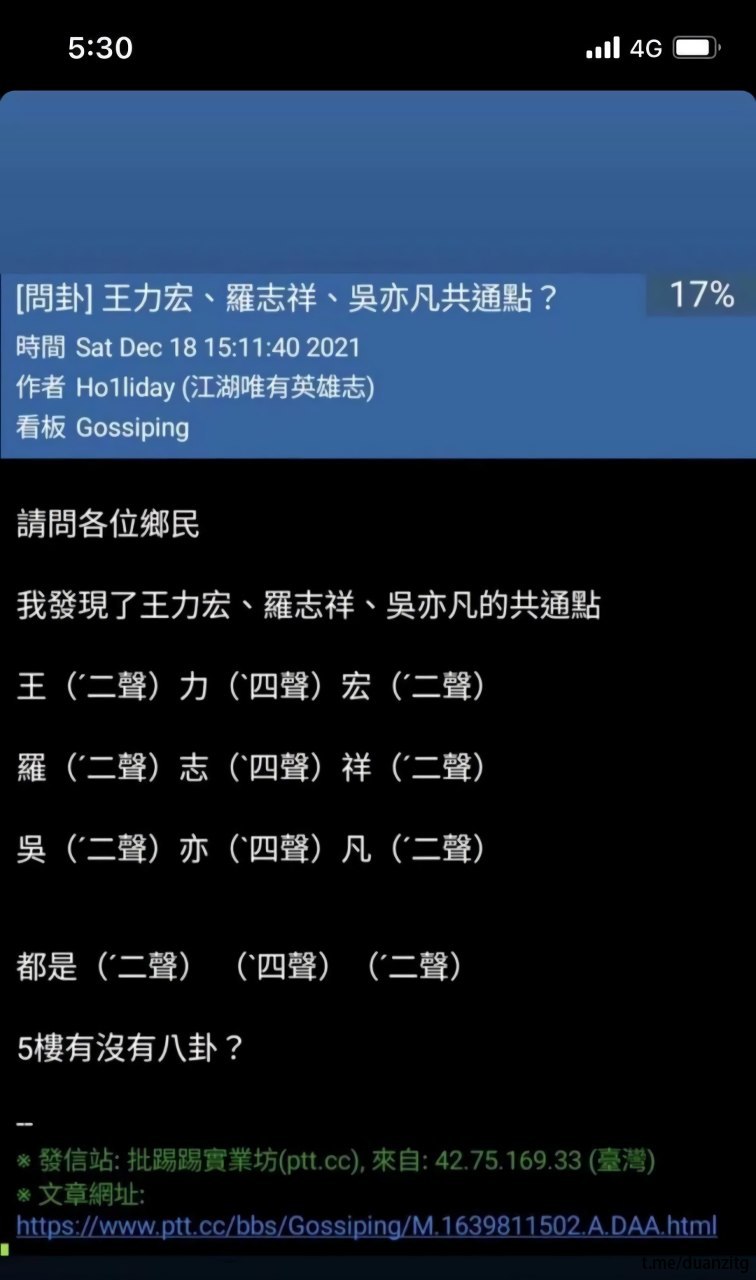 5:30 4G
[問卦] 王力宏、羅志祥、吳亦凡共通點？ 17%
時間 Sat Dec 18 15:11:40 2021
作者 Ho1liday (江湖唯有英雄志)
看板 Gossiping
請問各位鄉民
我發現了王力宏、羅志祥、吳亦凡的共通點
王（ˊ二聲）力（ˋ四聲）宏（ˊ二聲）
羅（ˊ二聲）志（ˋ四聲）祥（ˊ二聲）
吳（ˊ二聲）亦（ˋ四聲）凡（ˊ二聲）
都是（ˊ二聲） （ˋ四聲） （ˊ二聲）
5樓有沒有八卦？
--
※ 發信站: 批踢踢實業坊(ptt.cc), 來自: 42.75.169.33 (臺灣)
※ 文章網址:
https://www.ptt.cc/bbs/Gossiping/M.1639811502.A.DAA.html
t.me/duanzitg